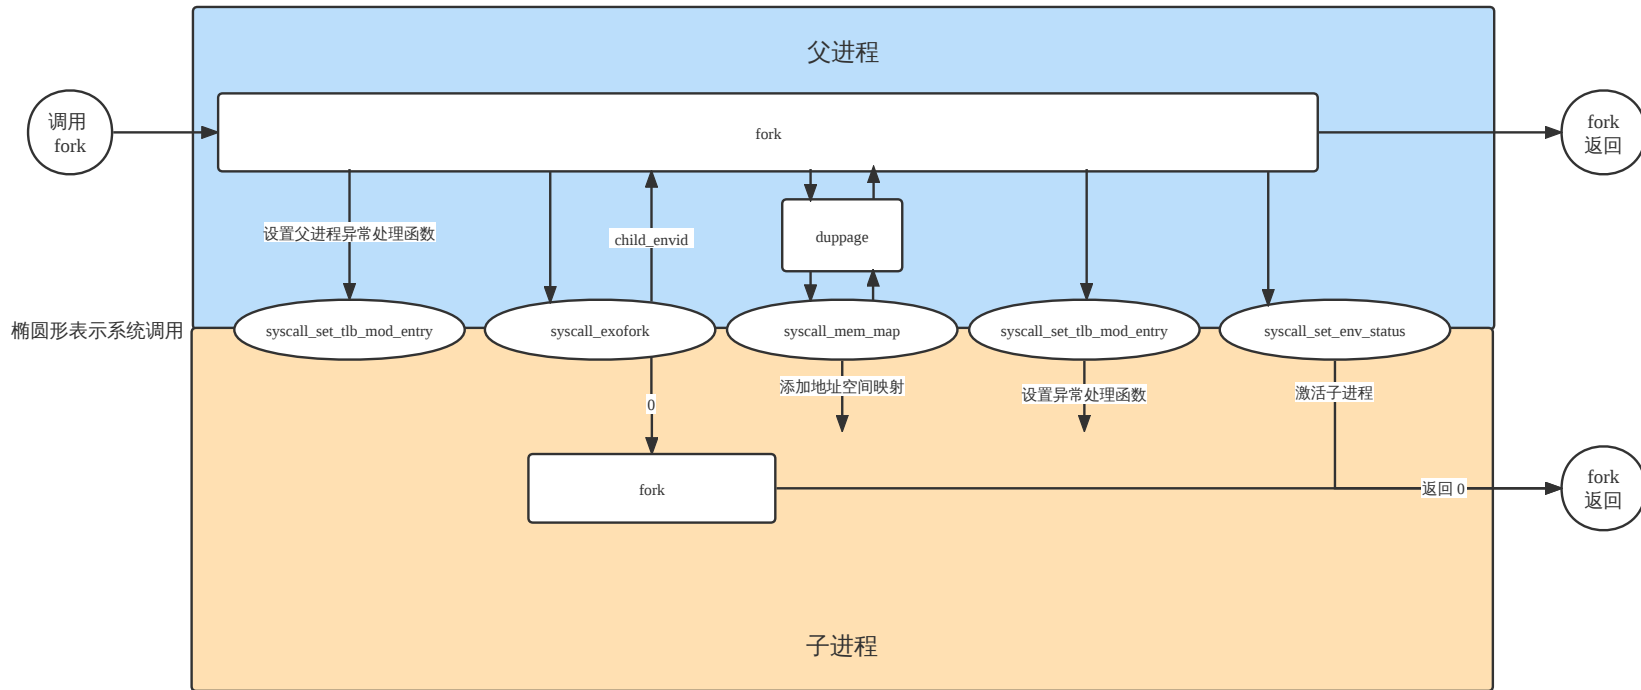 父进程
调用
fork
fork
fork
返回
设置父进程异常处理函数
child_envid
duppage
椭圆形表示系统调用
syscall_set_tlb_mod_entry
syscall_exofork
syscall_mem_map
syscall_set_tlb_mod_entry
syscall_set_env_status
0
添加地址空间映射
设置异常处理函数
激活子进程
fork
返回 0
fork
返回
子进程